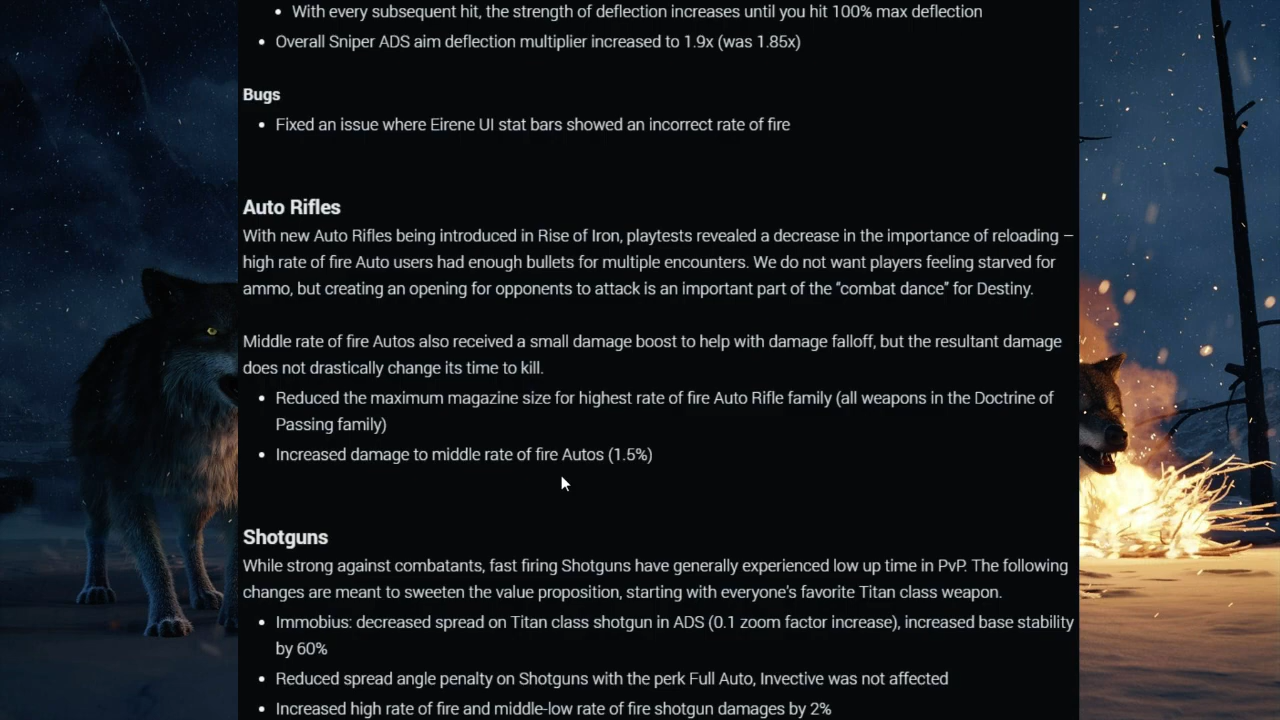 With every subsequent hit, the strength of deflection increases until you hit 100% max deflection
Overall Sniper ADS aim deflection multiplier increased to 1.9x (was 1.85x)
Bugs
Fixed an issue where Eirene UI stat bars showed an incorrect rate of fire
Auto Rifles
With new Auto Rifles being introduced in Rise of Iron, playtests revealed a decrease in the importance of reloading –
high rate of fire Auto users had enough bullets for multiple encounters. We do not want players feeling starved for
ammo, but creating an opening for opponents to attack is an important part of the “combat dance” for Destiny.
Middle rate of fire Autos also received a small damage boost to help with damage falloff, but the resultant damage
does not drastically change its time to kill.
Reduced the maximum magazine size for highest rate of fire Auto Rifle family (all weapons in the Doctrine of
Passing family)
Increased damage to middle rate of fire Autos (1.5%)
Shotguns
While strong against combatants, fast firing Shotguns have generally experienced low up time in PvP. The following
changes are meant to sweeten the value proposition, starting with everyone’s favorite Titan class weapon.
Immobius: decreased spread on Titan class shotgun in ADS (0.1 zoom factor increase), increased base stability
by 60%
Reduced spread angle penalty on Shotguns with the perk Full Auto, Invective was not affected
Increased high rate of fire and middle-low rate of fire shotgun damages by 2%